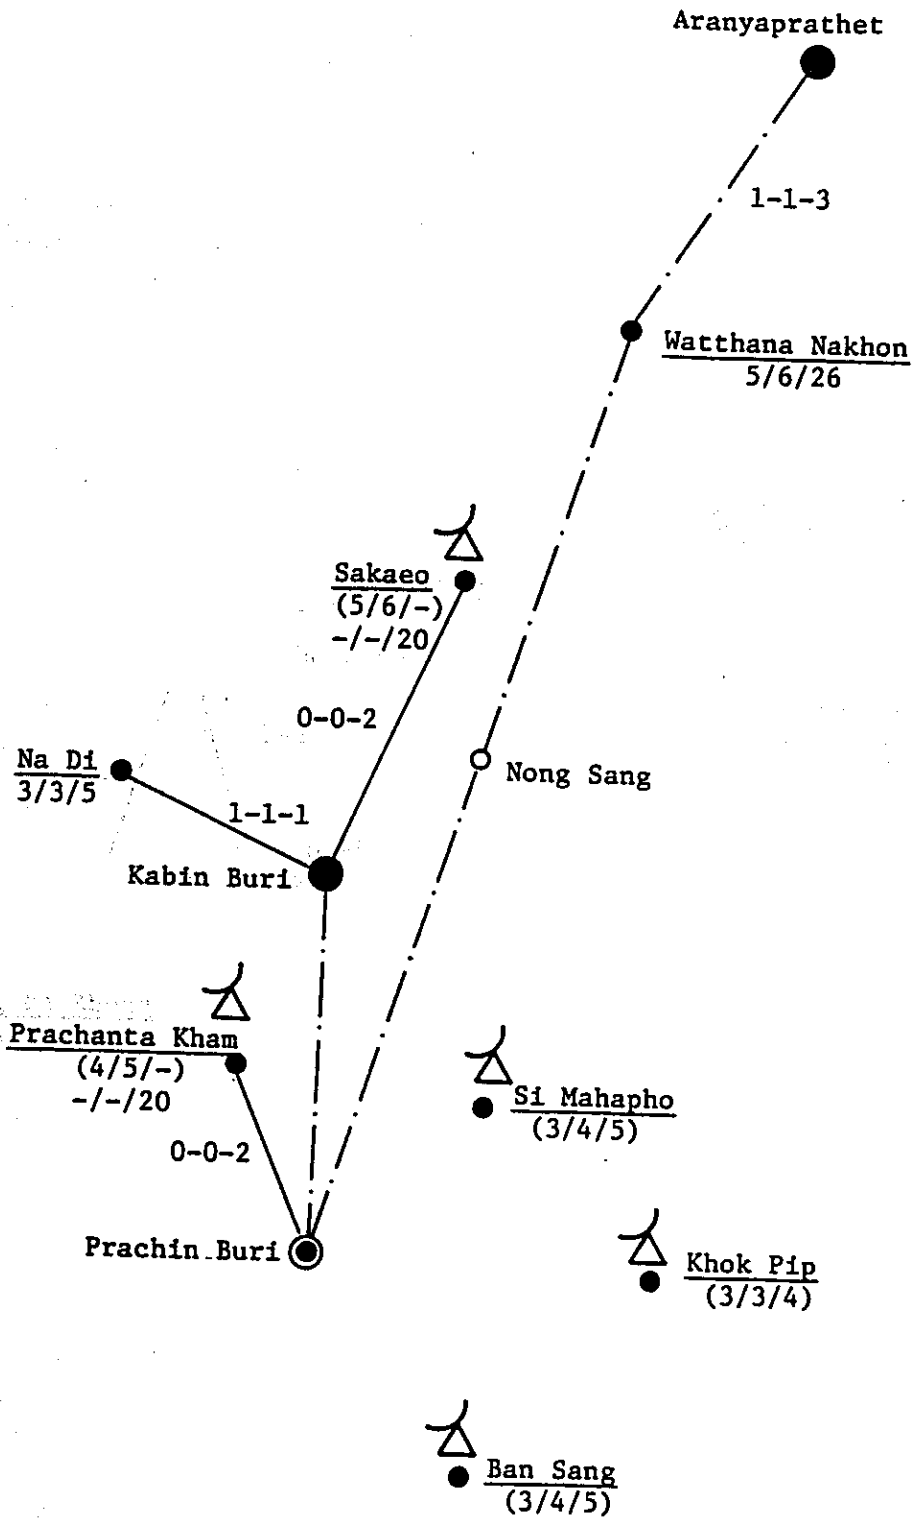 Aranyaprathet
1-1-3
Watthana Nakhon
5/6/26
Sakaeo
(5/6/-)
-/-/20
0-0-2
Na Di
3/3/5
1-1-1
Nong Sang
Kabin Buri
Prachanta Kham
(4/5/-)
-/-/20
0-0-2
Si Mahapho
(3/4/5)
Prachin Buri
Khok Pip
(3/3/4)
Ban Sang
(3/4/5)